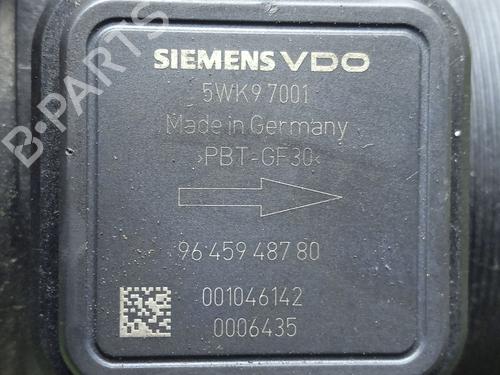 B-PARTS
SIEMENS VDO
5WK9 7001
Made in Germany
›PBT-GF30‹
96 459 487 80
001046142
0006435